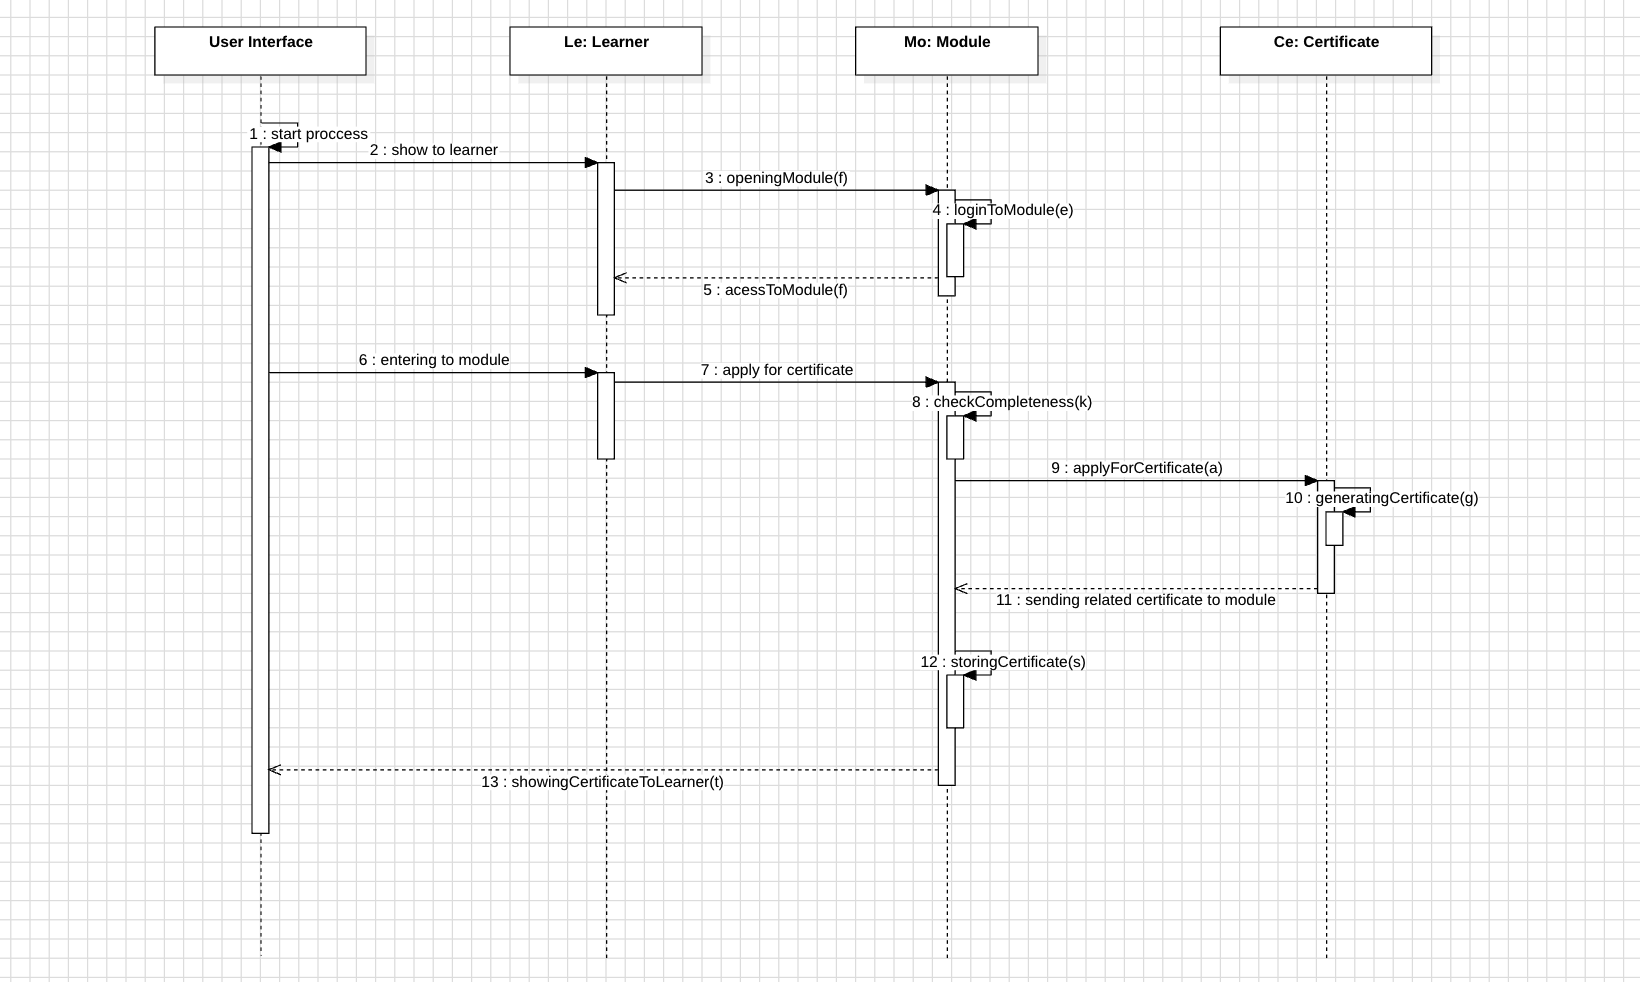 User Interface
Le: Learner
Mo: Module
Ce: Certificate
1 : start proccess
2 : show to learner
3 : openingModule(f)
4 : loginToModule(e)
5 : acessToModule(f)
6 : entering to module
7 : apply for certificate
8 : checkCompleteness(k)
9 : applyForCertificate(a)
10 : generatingCertificate(g)
11 : sending related certificate to module
12 : storingCertificate(s)
13 : showingCertificateToLearner(t)